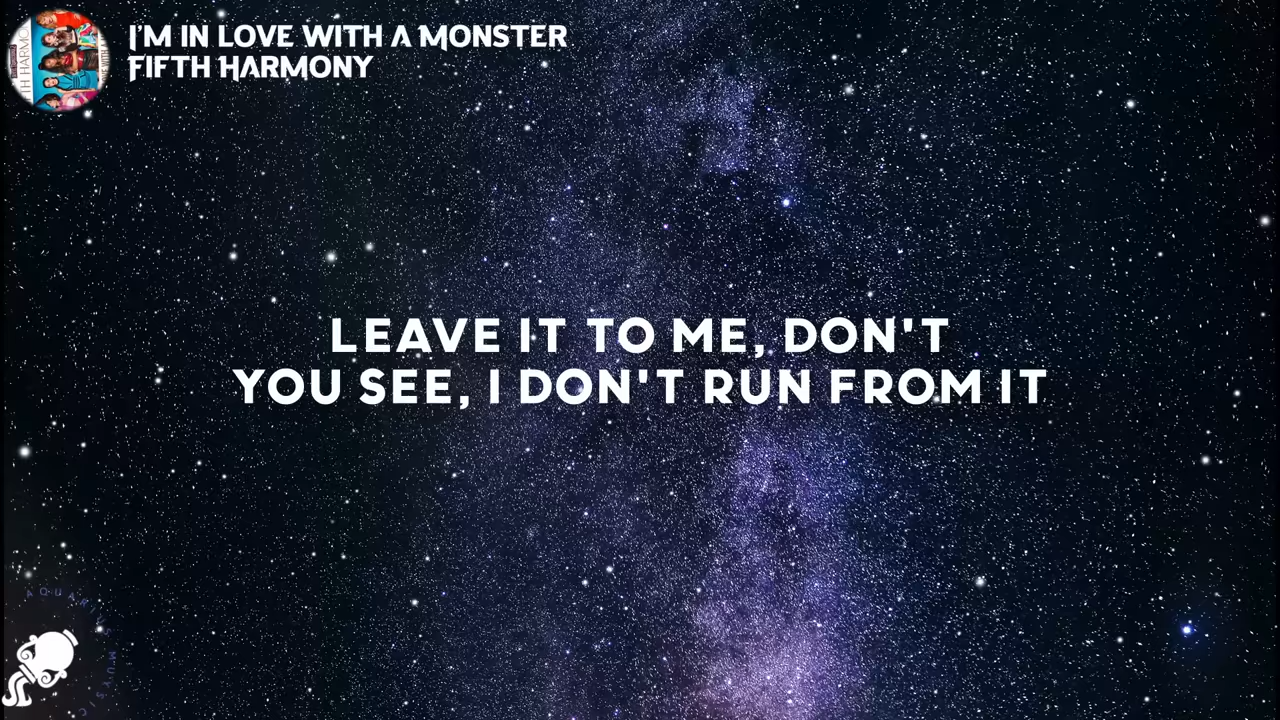 I'M IN LOVE WITH A MONSTER
FIFTH HARMONY
LEAVE IT TO ME, DON'T
YOU SEE, I DON'T RUN FROM IT